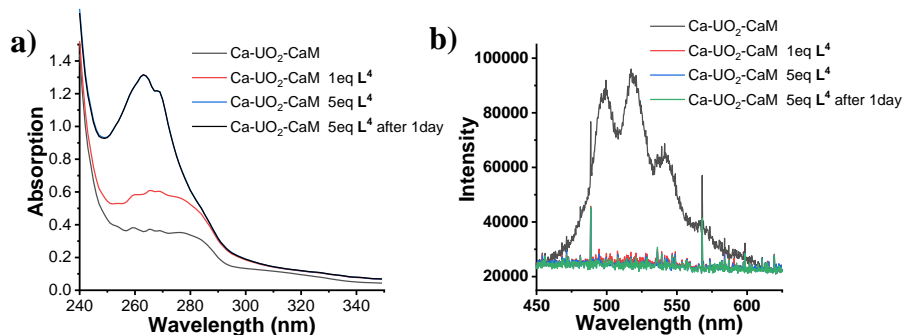 a)
Ca-UO₂-CaM
Ca-UO₂-CaM 1eq L⁴
Ca-UO₂-CaM 5eq L⁴
Ca-UO₂-CaM 5eq L⁴ after 1day
1.4
1.2
1.0
0.8
0.6
0.4
0.2
0.0
Absorption
240 260 280 300 320 340
Wavelength (nm)
b)
Ca-UO₂-CaM
Ca-UO₂-CaM 1eq L⁴
Ca-UO₂-CaM 5eq L⁴
Ca-UO₂-CaM 5eq L⁴ after 1day
100000
80000
60000
40000
20000
Intensity
450 500 550 600
Wavelength (nm)